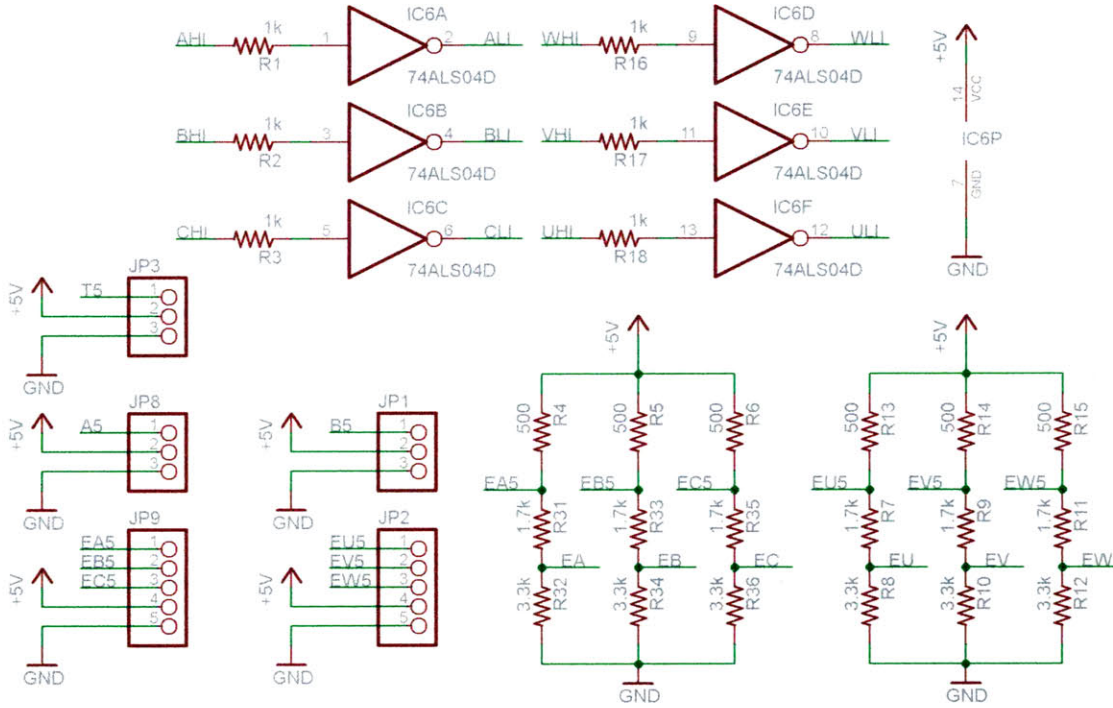 IC6A
1k
AHI
1
2
ALI
R1
74ALS04D
IC6D
1k
WHI
9
8
WLI
R16
74ALS04D
IC6B
1k
BHI
3
4
BLI
R2
74ALS04D
IC6E
1k
VHI
11
10
VLI
R17
74ALS04D
IC6C
1k
CHI
5
6
CLI
R3
74ALS04D
IC6F
1k
UHI
13
12
ULI
R18
74ALS04D
+5V
14
VCC
IC6P
7
GND
GND
JP3
T5
1
2
3
+5V
GND
JP8
A5
1
2
3
+5V
GND
JP1
B5
1
2
3
+5V
GND
JP9
EA5
1
EB5
2
EC5
3
4
5
+5V
GND
JP2
EU5
1
EV5
2
EW5
3
4
5
+5V
GND
+5V
500
R4
500
R5
500
R6
EA5
EB5
EC5
1.7k
R31
1.7k
R33
1.7k
R35
EA
EB
EC
3.3k
R32
3.3k
R34
3.3k
R36
GND
+5V
500
R13
500
R14
500
R15
EU5
EV5
EW5
1.7k
R7
1.7k
R9
1.7k
R11
EU
EV
EW
3.3k
R8
3.3k
R10
3.3k
R12
GND